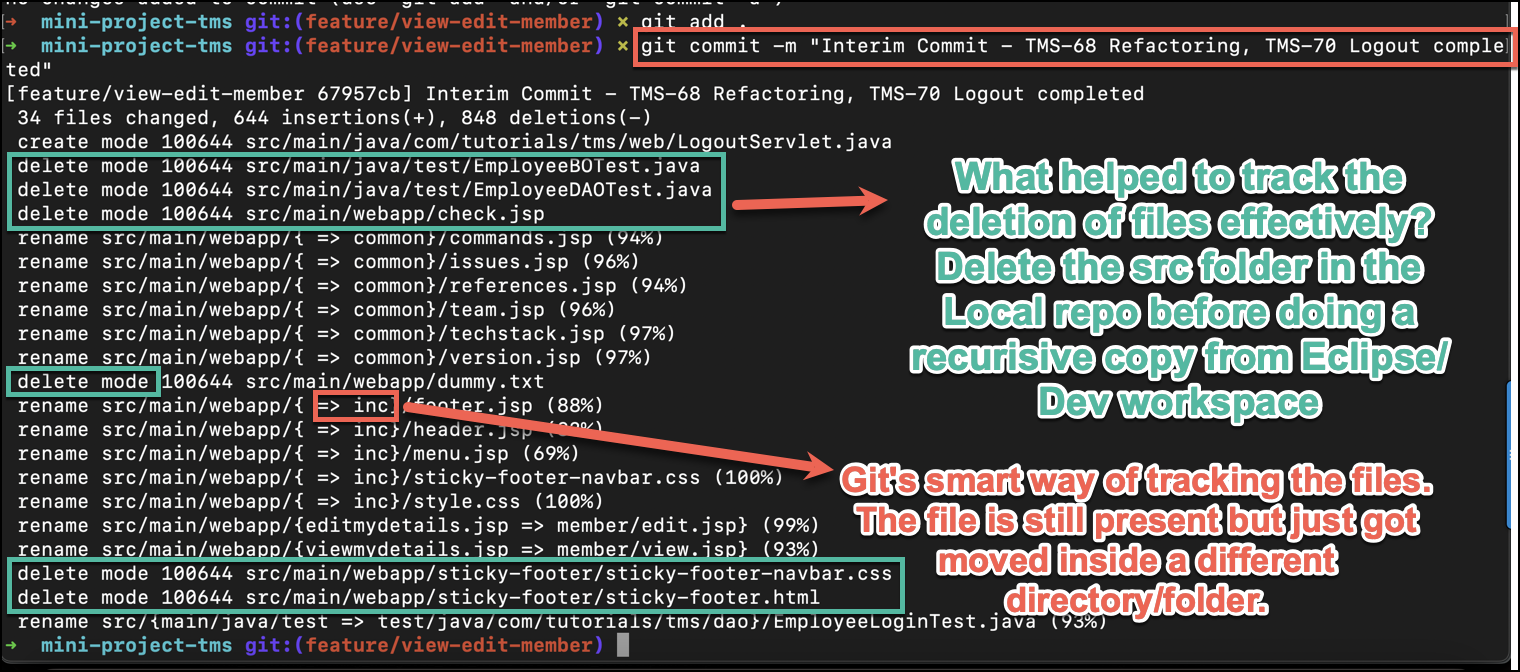 no changes added to commit (use "git add" and/or "git commit -a")
→ mini-project-tms git:(feature/view-edit-member) ✗ git add .
→ mini-project-tms git:(feature/view-edit-member) ✗ git commit -m "Interim Commit - TMS-68 Refactoring, TMS-70 Logout comple
ted"
[feature/view-edit-member 67957cb] Interim Commit - TMS-68 Refactoring, TMS-70 Logout completed
34 files changed, 644 insertions(+), 848 deletions(-)
create mode 100644 src/main/java/com/tutorials/tms/web/LogoutServlet.java
delete mode 100644 src/main/java/test/EmployeeBOTest.java
delete mode 100644 src/main/java/test/EmployeeDAOTest.java
delete mode 100644 src/main/webapp/check.jsp
rename src/main/webapp/{ => common}/commands.jsp (94%)
rename src/main/webapp/{ => common}/issues.jsp (96%)
rename src/main/webapp/{ => common}/references.jsp (94%)
rename src/main/webapp/{ => common}/team.jsp (96%)
rename src/main/webapp/{ => common}/techstack.jsp (97%)
rename src/main/webapp/{ => common}/version.jsp (97%)
delete mode 100644 src/main/webapp/dummy.txt
rename src/main/webapp/{ => inc}/footer.jsp (88%)
rename src/main/webapp/{ => inc}/header.jsp
rename src/main/webapp/{ => inc}/menu.jsp (69%)
rename src/main/webapp/{ => inc}/sticky-footer-navbar.css (100%)
rename src/main/webapp/{ => inc}/style.css (100%)
rename src/main/webapp/{editmydetails.jsp => member/edit.jsp} (99%)
rename src/main/webapp/{viewmydetails.jsp => member/view.jsp} (93%)
delete mode 100644 src/main/webapp/sticky-footer/sticky-footer-navbar.css
delete mode 100644 src/main/webapp/sticky-footer/sticky-footer.html
rename src/{main/java/test => test/java/com/tutorials/tms/dao}/EmployeeLoginTest.java (93%)
→ mini-project-tms git:(feature/view-edit-member)
What helped to track the
deletion of files effectively?
Delete the src folder in the
Local repo before doing a
recurisive copy from Eclipse/
Dev workspace
Git's smart way of tracking the files.
The file is still present but just got
moved inside a different
directory/folder.